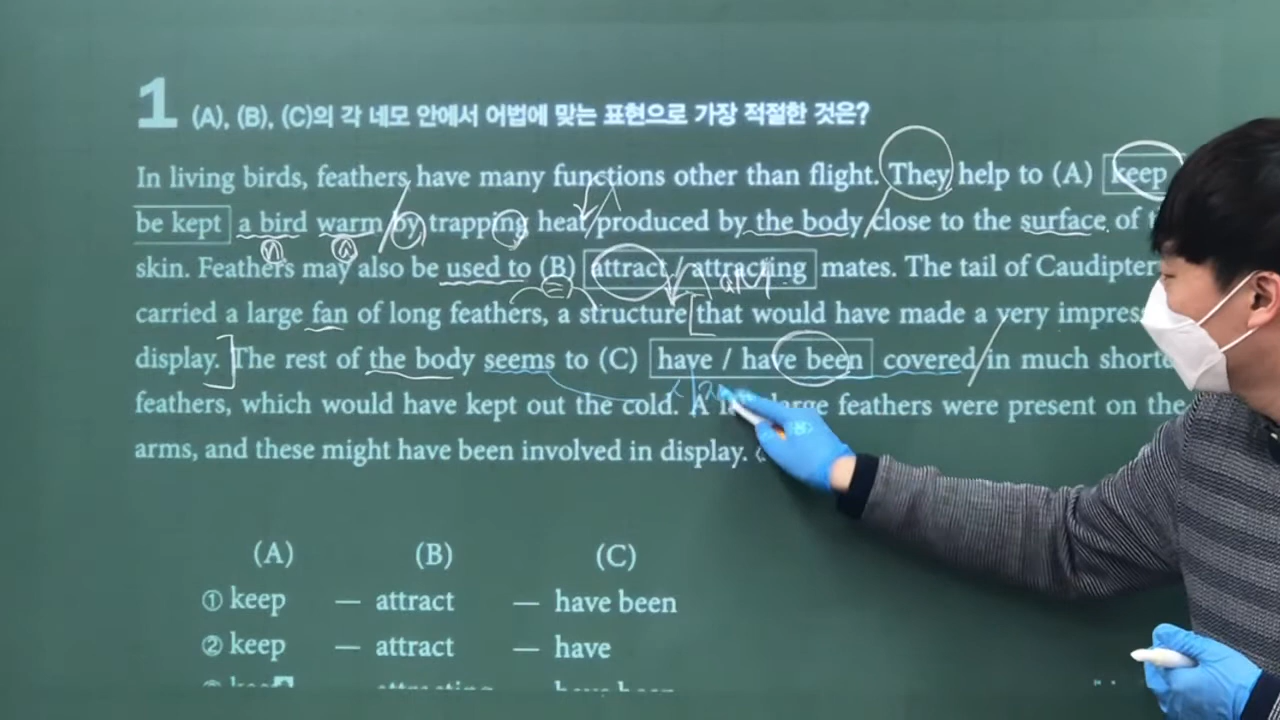 1 (A), (B), (C)의 각 네모 안에서 어법에 맞는 표현으로 가장 적절한 것은?
In living birds, feathers have many functions other than flight. They help to (A) keep
be kept a bird warm by trapping heat produced by the body close to the surface of
n a
skin. Feathers may also be used to (B) attract / attracting mates. The tail of
carried a large fan of long feathers, a structure that would have made a very
display. The rest of the body seems to (C) have / have been covered in much
feathers, which would have kept out the cold. A large feathers were present on the
arms, and these might have been involved in display.
(A) (B) (C)
① keep — attract — have been
② keep — attract — have